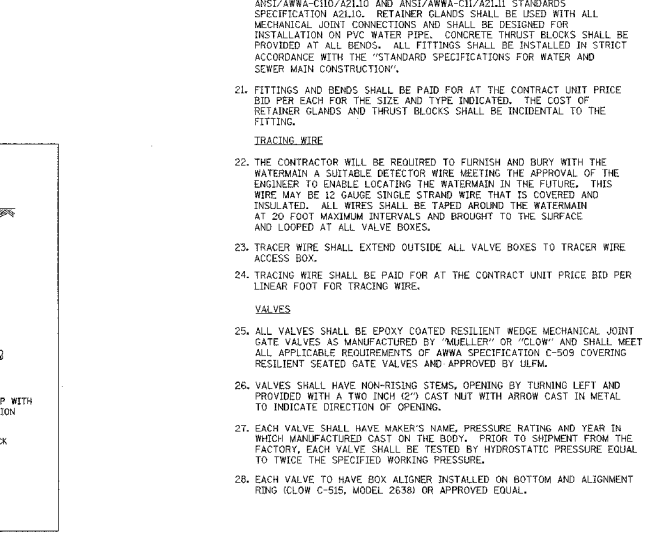 ANSI/AWWA-C110/A21.10 AND ANSI/AWWA-C11/A21.11 STANDARDS
SPECIFICATION A21.10. RETAINER GLANDS SHALL BE USED WITH ALL
MECHANICAL JOINT CONNECTIONS AND SHALL BE DESIGNED FOR
INSTALLATION ON PVC WATER PIPE. CONCRETE THRUST BLOCKS SHALL BE
PROVIDED AT ALL BENDS. ALL FITTINGS SHALL BE INSTALLED IN STRICT
ACCORDANCE WITH THE "STANDARD SPECIFICATIONS FOR WATER AND
SEWER MAIN CONSTRUCTION".
21. FITTINGS AND BENDS SHALL BE PAID FOR AT THE CONTRACT UNIT PRICE
BID PER EACH FOR THE SIZE AND TYPE INDICATED. THE COST OF
RETAINER GLANDS AND THRUST BLOCKS SHALL BE INCIDENTAL TO THE
FITTING.
TRACING WIRE
22. THE CONTRACTOR WILL BE REQUIRED TO FURNISH AND BURY WITH THE
WATERMAIN A SUITABLE DETECTOR WIRE MEETING THE APPROVAL OF THE
ENGINEER TO ENABLE LOCATING THE WATERMAIN IN THE FUTURE. THIS
WIRE MAY BE 12 GAUGE SINGLE STRAND WIRE THAT IS COVERED AND
INSULATED. ALL WIRES SHALL BE TAPED AROUND THE WATERMAIN
AT 20 FOOT MAXIMUM INTERVALS AND BROUGHT TO THE SURFACE
AND LOOPED AT ALL VALVE BOXES.
23. TRACER WIRE SHALL EXTEND OUTSIDE ALL VALVE BOXES TO TRACER WIRE
ACCESS BOX.
24. TRACING WIRE SHALL BE PAID FOR AT THE CONTRACT UNIT PRICE BID PER
LINEAR FOOT FOR TRACING WIRE.
VALVES
25. ALL VALVES SHALL BE EPOXY COATED RESILIENT WEDGE MECHANICAL JOINT
GATE VALVES AS MANUFACTURED BY "MUELLER" OR "CLOW" AND SHALL MEET
ALL APPLICABLE REQUIREMENTS OF AWWA SPECIFICATION C-509 COVERING
RESILIENT SEATED GATE VALVES AND APPROVED BY ULFM.
26. VALVES SHALL HAVE NON-RISING STEMS, OPENING BY TURNING LEFT AND
PROVIDED WITH A TWO INCH (2") CAST NUT WITH ARROW CAST IN METAL
TO INDICATE DIRECTION OF OPENING.
P WITH
ION
CK
27. EACH VALVE SHALL HAVE MAKER'S NAME, PRESSURE RATING AND YEAR IN
WHICH MANUFACTURED CAST ON THE BODY. PRIOR TO SHIPMENT FROM THE
FACTORY, EACH VALVE SHALL BE TESTED BY HYDROSTATIC PRESSURE EQUAL
TO TWICE THE SPECIFIED WORKING PRESSURE.
28. EACH VALVE TO HAVE BOX ALIGNER INSTALLED ON BOTTOM AND ALIGNMENT
RING (CLOW C-515, MODEL 2638) OR APPROVED EQUAL.